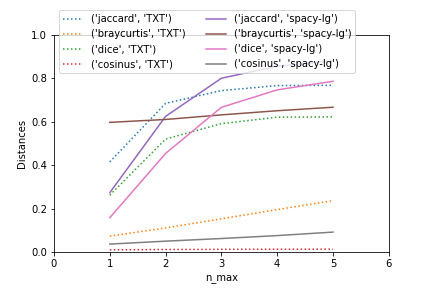 ('jaccard', 'TXT') ('jaccard', 'spacy-lg')
('braycurtis', 'TXT') ('braycurtis', 'spacy-lg')
('dice', 'TXT') ('dice', 'spacy-lg')
('cosinus', 'TXT') ('cosinus', 'spacy-lg')
1.0
0.8
0.6
0.4
0.2
0.0
Distances
0 1 2 3 4 5 6
n_max